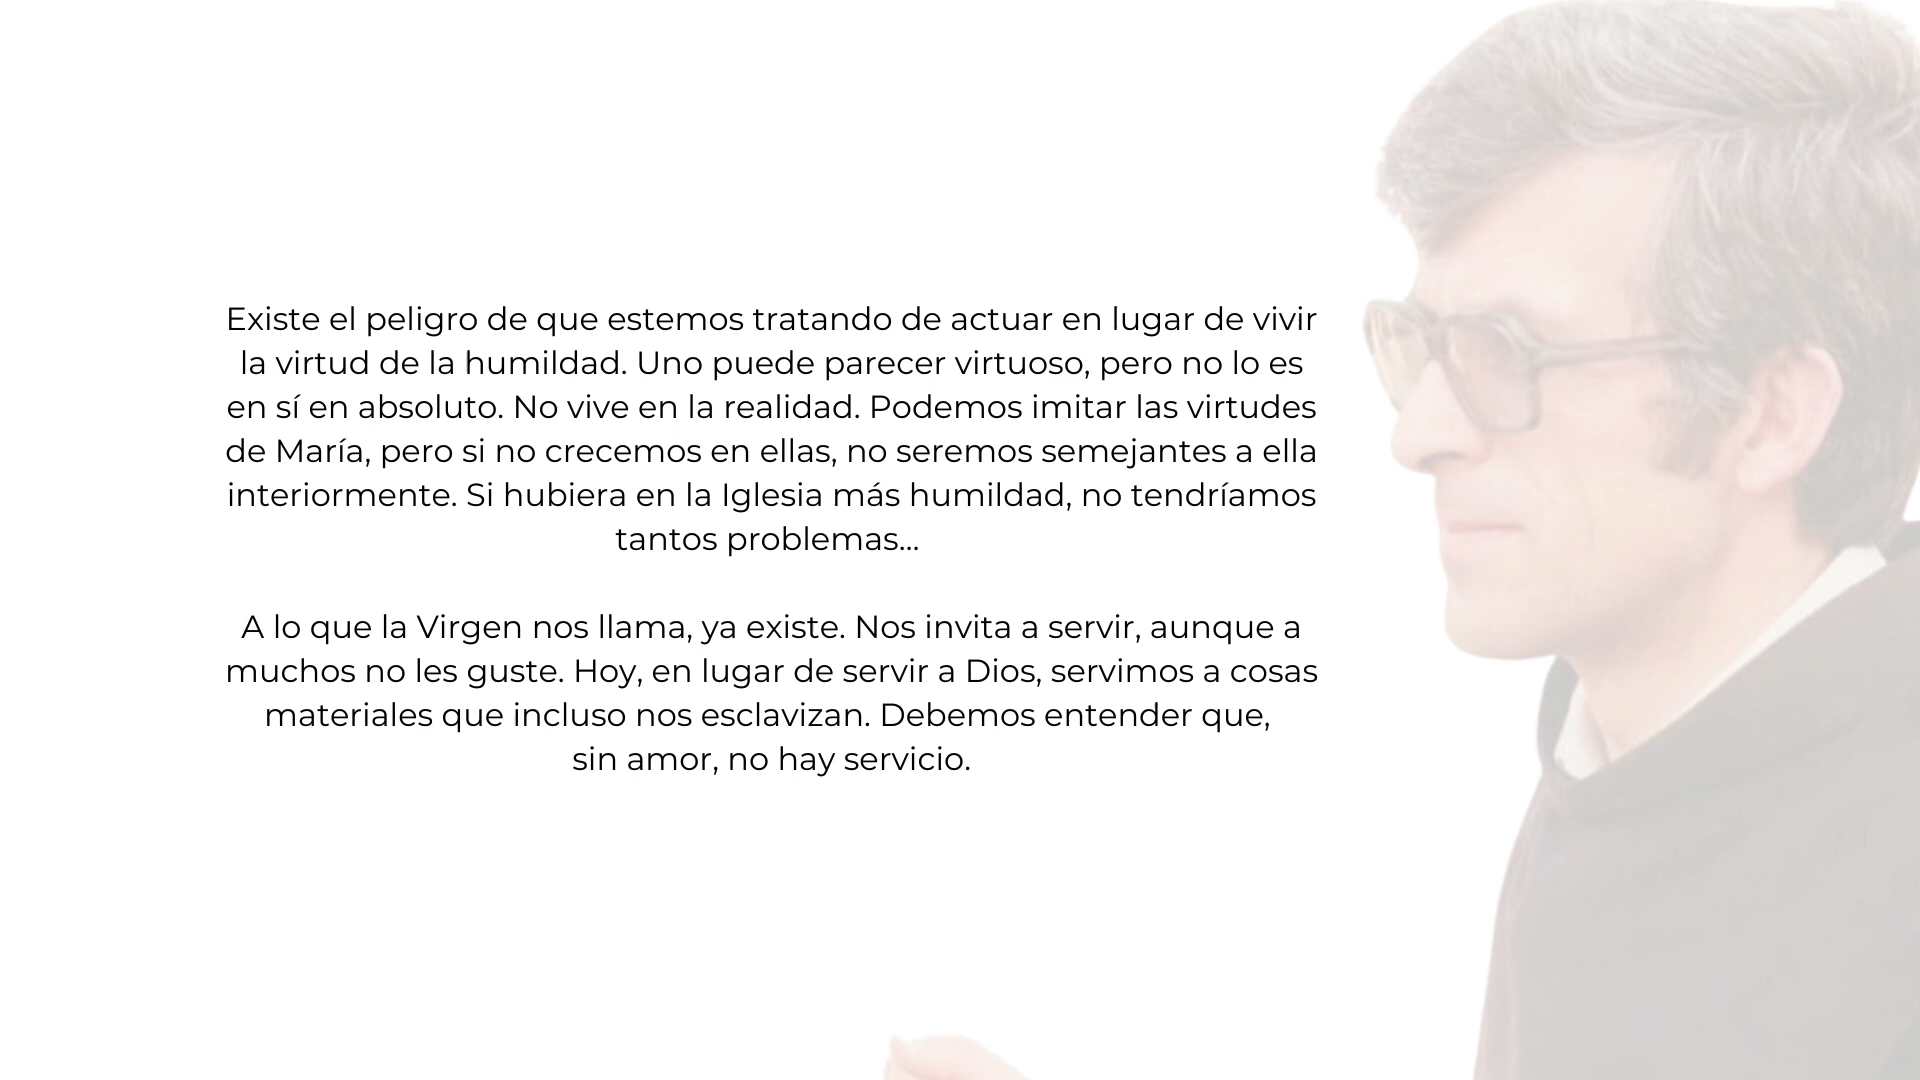 Existe el peligro de que estemos tratando de actuar en lugar de vivir
la virtud de la humildad. Uno puede parecer virtuoso, pero no lo es
en sí en absoluto. No vive en la realidad. Podemos imitar las virtudes
de María, pero si no crecemos en ellas, no seremos semejantes a ella
interiormente. Si hubiera en la Iglesia más humildad, no tendríamos
tantos problemas...
A lo que la Virgen nos llama, ya existe. Nos invita a servir, aunque a
muchos no les guste. Hoy, en lugar de servir a Dios, servimos a cosas
materiales que incluso nos esclavizan. Debemos entender que,
sin amor, no hay servicio.